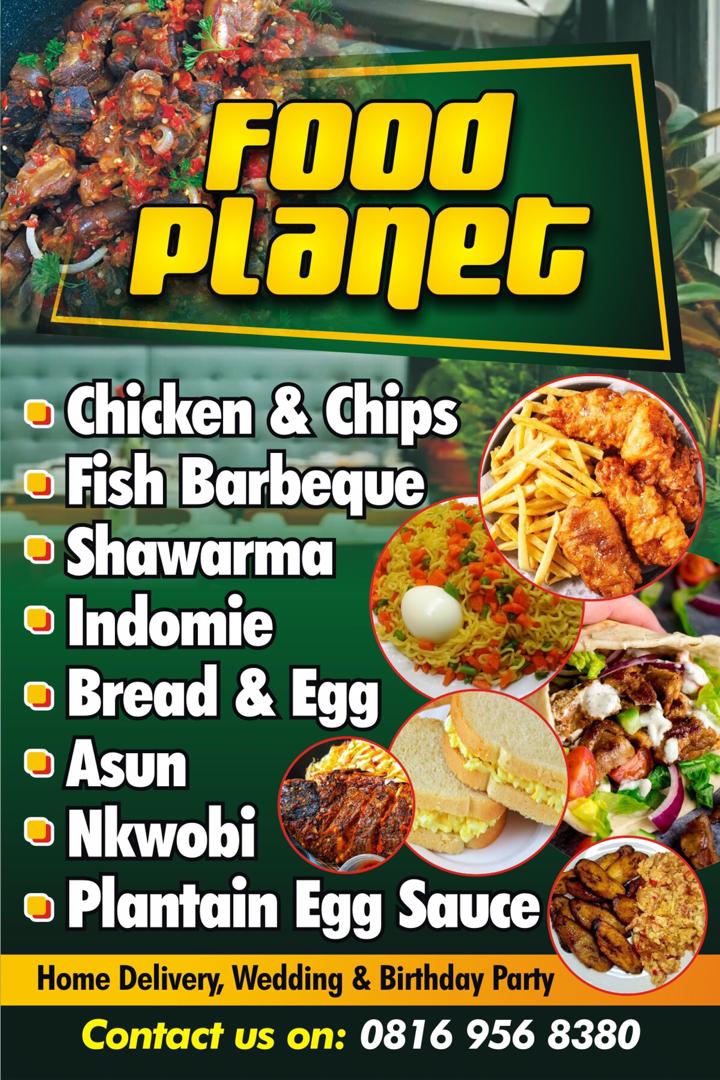 Food
Planet
Chicken & Chips
Fish Barbeque
Shawarma
Indomie
Bread & Egg
Asun
Nkwobi
Plantain Egg Sauce
Home Delivery, Wedding & Birthday Party
Contact us on: 0816 956 8380